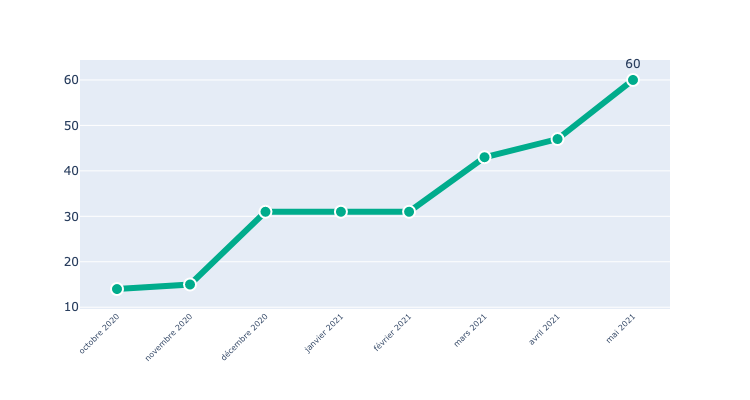 60
60
50
40
30
20
10
octobre 2020
novembre 2020
décembre 2020
janvier 2021
février 2021
mars 2021
avril 2021
mai 2021